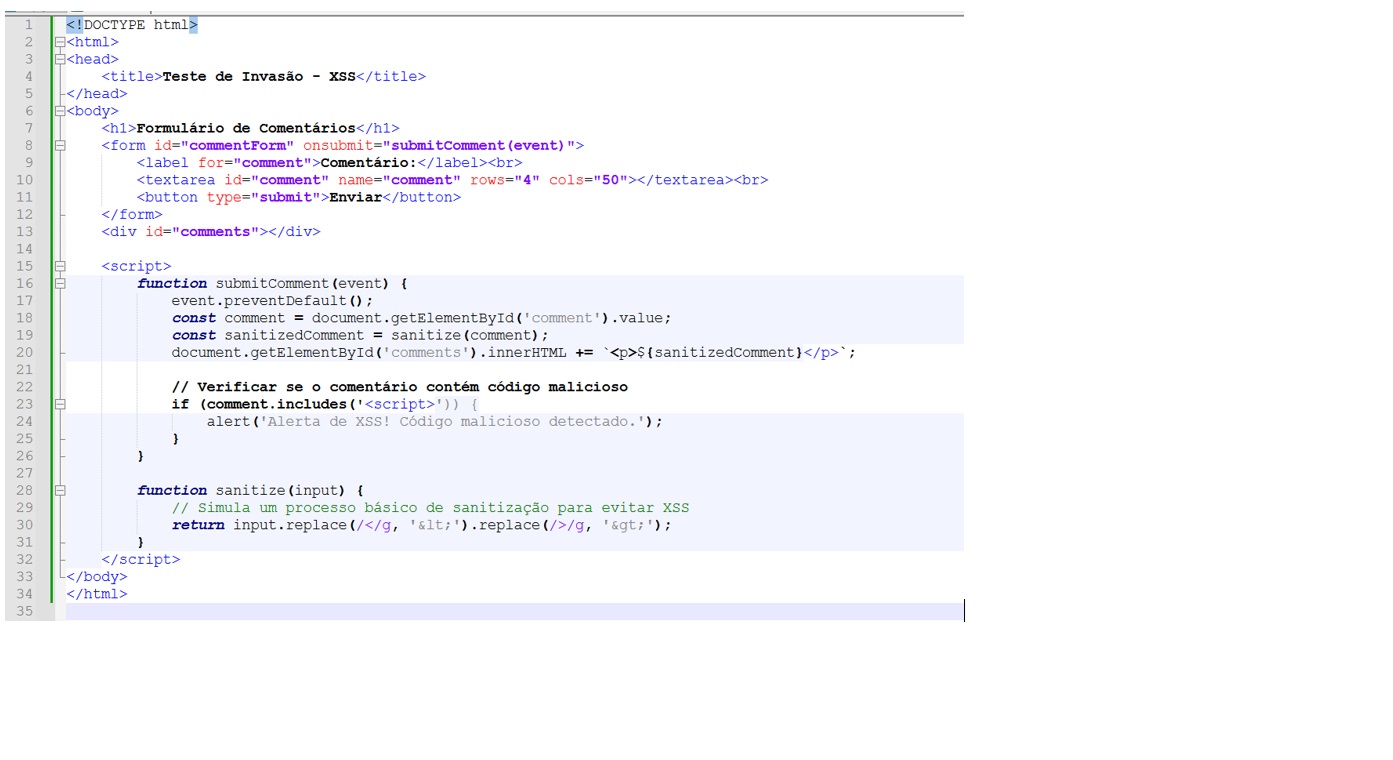 1 <!DOCTYPE html>
2 <html>
3 <head>
4 <title>Teste de Invasão - XSS</title>
5 </head>
6 <body>
7 <h1>Formulário de Comentários</h1>
8 <form id="commentForm" onsubmit="submitComment(event)">
9 <label for="comment">Comentário:</label><br>
10 <textarea id="comment" name="comment" rows="4" cols="50"></textarea><br>
11 <button type="submit">Enviar</button>
12 </form>
13 <div id="comments"></div>
14
15 <script>
16 function submitComment(event) {
17 event.preventDefault();
18 const comment = document.getElementById('comment').value;
19 const sanitizedComment = sanitize(comment);
20 document.getElementById('comments').innerHTML += `<p>${sanitizedComment}</p>`;
21
22 // Verificar se o comentário contém código malicioso
23 if (comment.includes('<script>')) {
24 alert('Alerta de XSS! Código malicioso detectado.');
25 }
26 }
27
28 function sanitize(input) {
29 // Simula um processo básico de sanitização para evitar XSS
30 return input.replace(/</g, '&lt;').replace(/>/g, '&gt;');
31 }
32 </script>
33 </body>
34 </html>
35